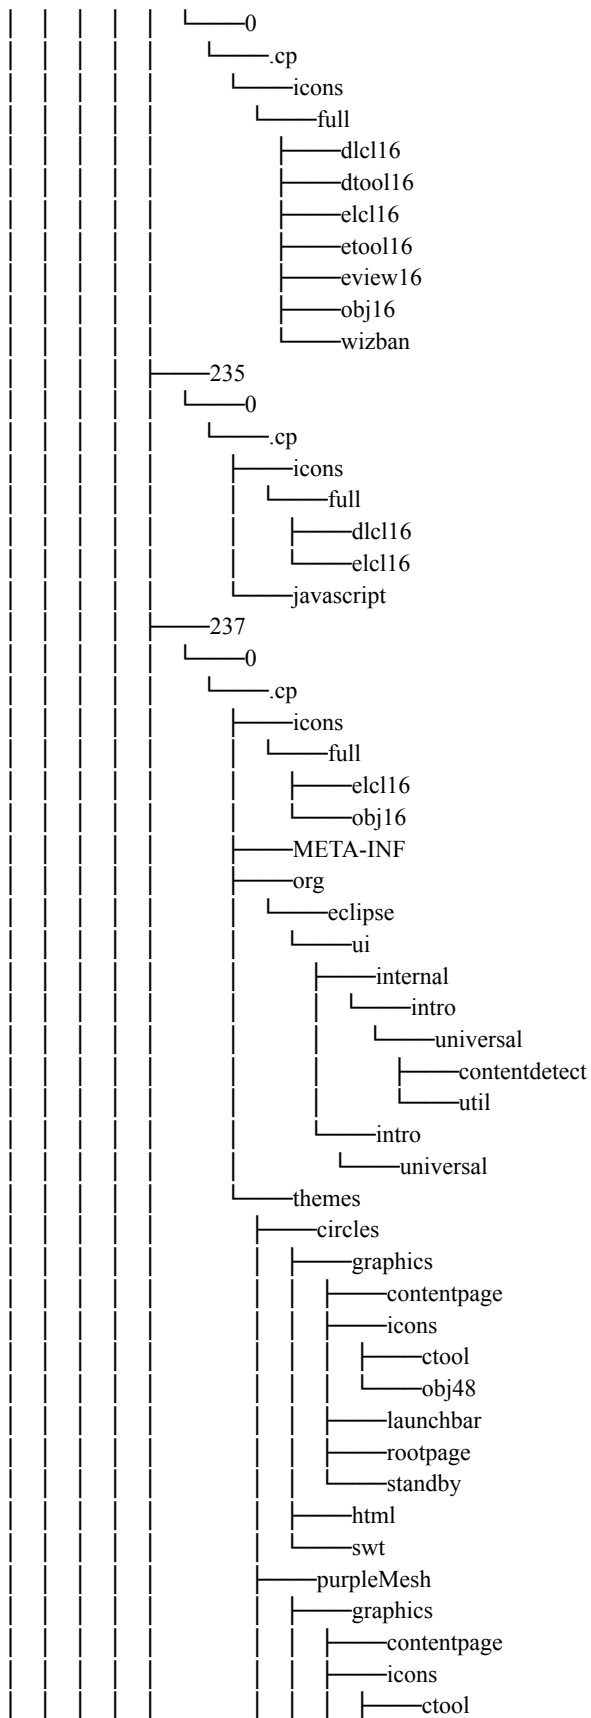 0
.cp
icons
full
dlcl16
dtool16
elcl16
etool16
eview16
obj16
wizban
235
0
.cp
icons
full
dlcl16
elcl16
javascript
237
0
.cp
icons
full
elcl16
obj16
META-INF
org
eclipse
ui
internal
intro
universal
contentdetect
util
intro
universal
themes
circles
graphics
contentpage
icons
ctool
obj48
launchbar
rootpage
standby
html
swt
purpleMesh
graphics
contentpage
icons
ctool